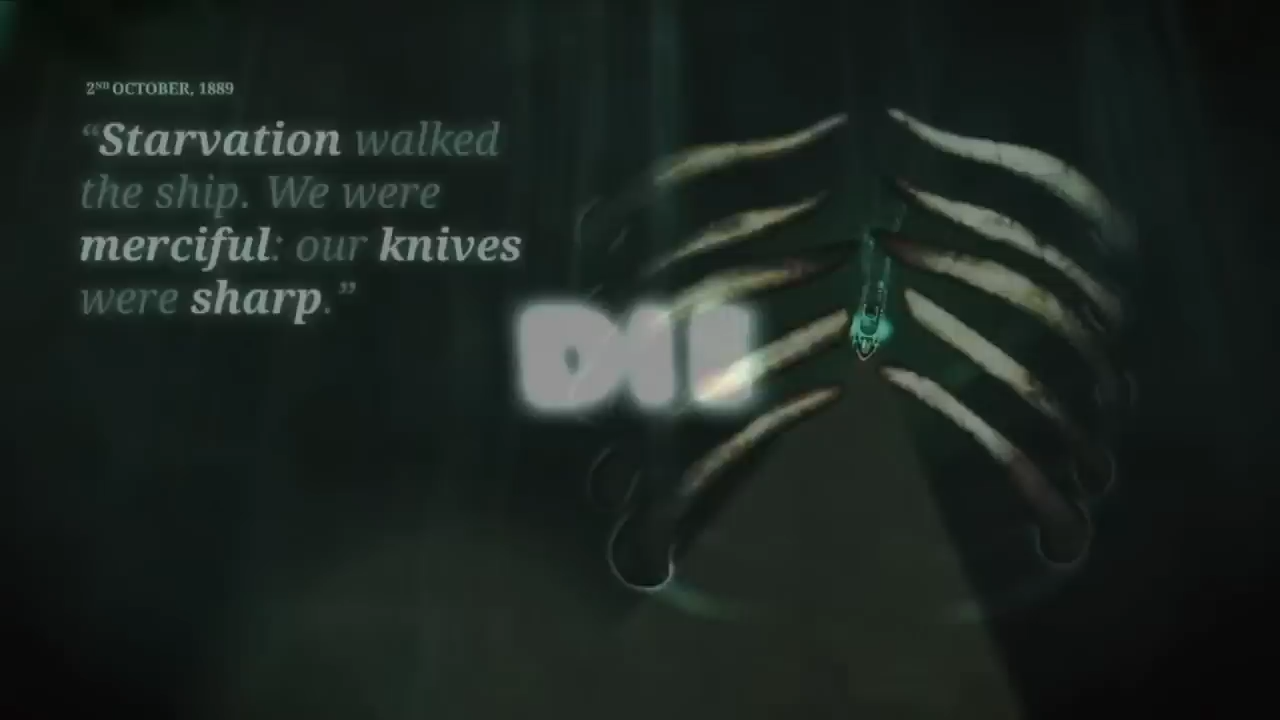 2ND OCTOBER, 1889
“Starvation walked
the ship. We were
merciful: our knives
were sharp.”